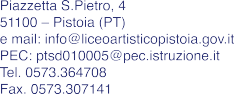 Piazzetta S.Pietro, 4
51100 – Pistoia (PT)
e mail: info@liceoartisticopistoia.gov.it
PEC: ptsd010005@pec.istruzione.it
Tel. 0573.364708
Fax. 0573.307141